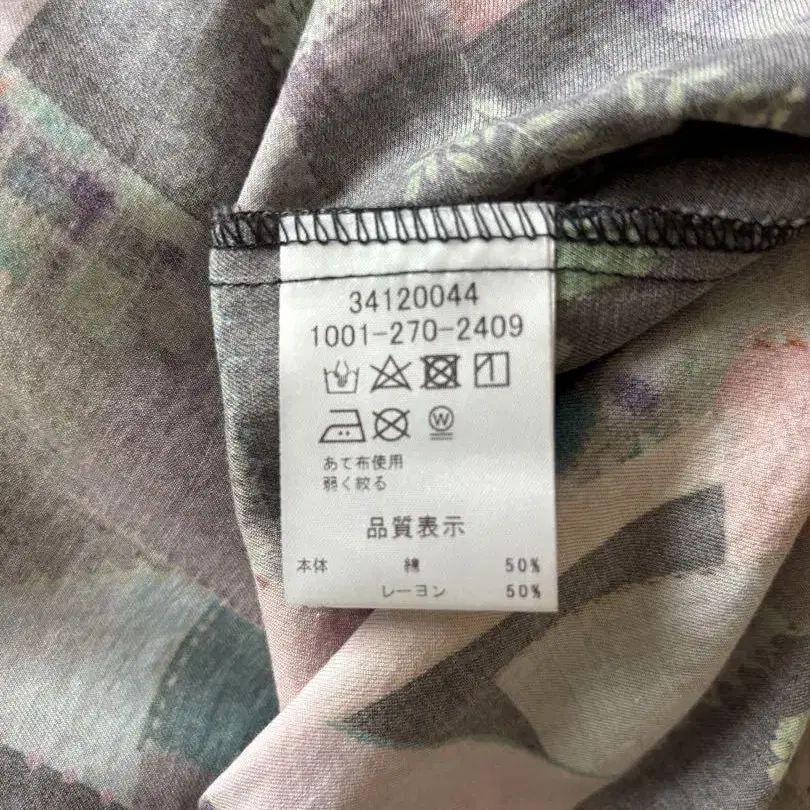 34120044
1001-270-2409
W
あて布使用
弱く絞る
品質表示
本体 綿 50%
レーヨン 50%